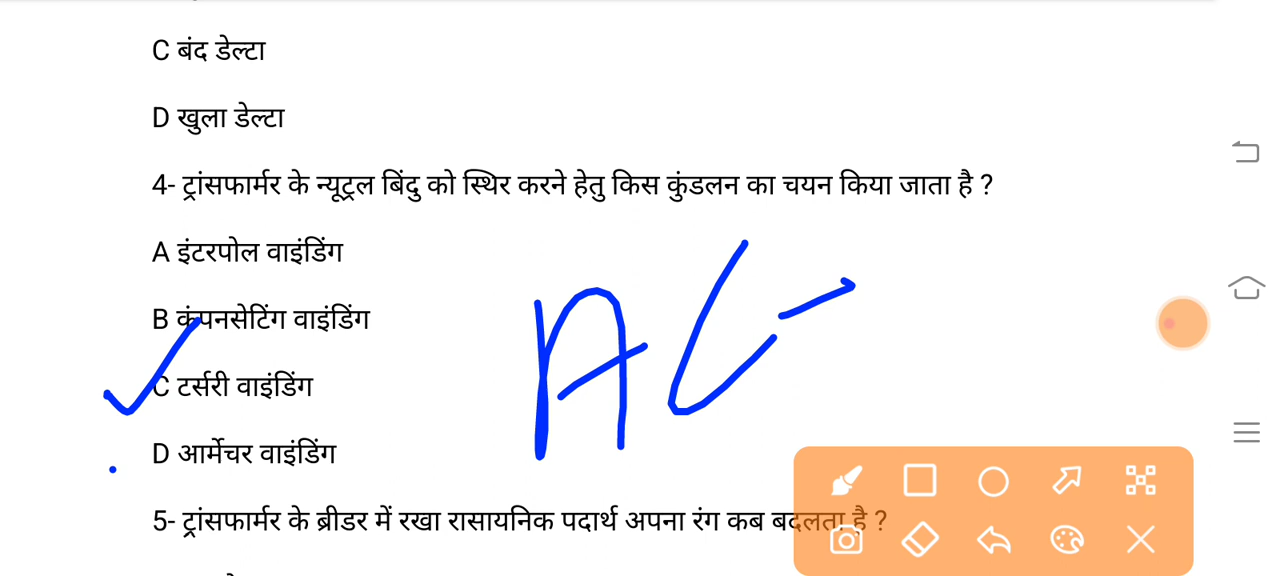 C बंद डेल्टा
D खुला डेल्टा
4- ट्रांसफार्मर के न्यूट्रल बिंदु को स्थिर करने हेतु किस कुंडलन का चयन किया जाता है ?
A इंटरपोल वाइंडिंग
B कंपनसेटिंग वाइंडिंग
C टर्सरी वाइंडिंग
D आर्मेचर वाइंडिंग
AC
5- ट्रांसफार्मर के ब्रीडर में रखा रासायनिक पदार्थ अपना रंग कब बदलता है ?